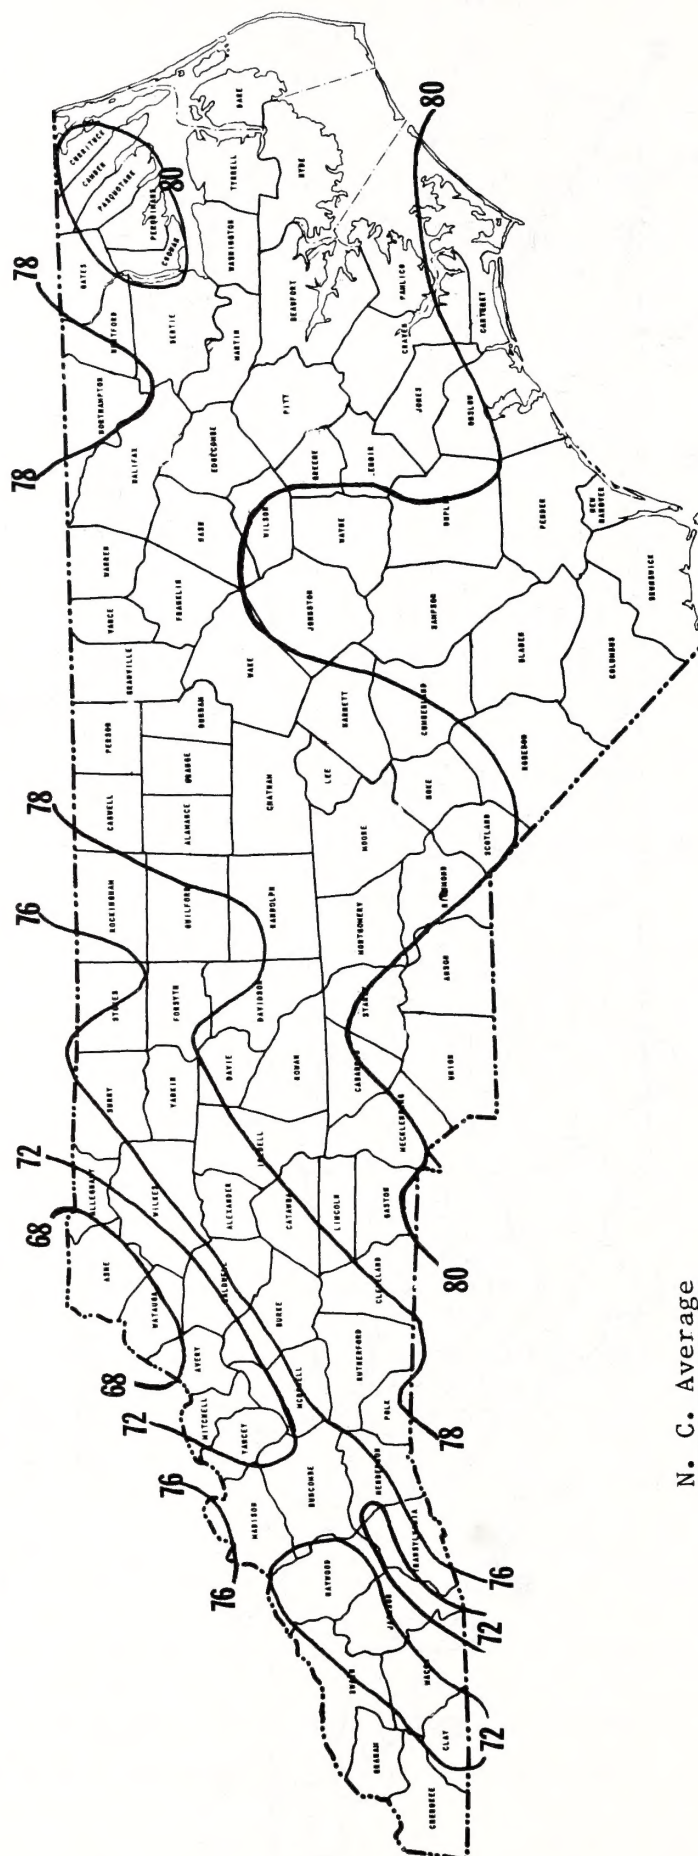 78
78
78
76
72
68
68
72
76
76
80
80
80
78
76
72
72
CURRITUCK
CAMDEN
PASQUOTANK
PERQUIMANS
CHOWAN
GATES
HERTFORD
NORTHAMPTON
BERTIE
HALIFAX
WARREN
VANCE
GRANVILLE
PERSON
CASWELL
ROCKINGHAM
STOKES
SURRY
ALLEGHANY
ASHE
WATAUGA
WILKES
YADKIN
FORSYTH
GUILFORD
ALAMANCE
ORANGE
DURHAM
FRANKLIN
NASH
EDGECOMBE
MARTIN
WASHINGTON
TYRRELL
DARE
HYDE
BEAUFORT
PITT
GREENE
WILSON
WAKE
CHATHAM
RANDOLPH
DAVIDSON
DAVIE
IREDELL
ALEXANDER
CALDWELL
AVERY
MITCHELL
YANCEY
MADISON
BUNCOMBE
MCDOWELL
BURKE
CATAWBA
LINCOLN
ROWAN
CABARRUS
STANLY
MONTGOMERY
MOORE
LEE
HARNETT
JOHNSTON
WAYNE
LENOIR
CRAVEN
PAMLICO
CARTERET
JONES
ONSLOW
DUPLIN
SAMPSON
CUMBERLAND
HOKE
SCOTLAND
RICHMOND
ANSON
UNION
MECKLENBURG
GASTON
CLEVELAND
RUTHERFORD
POLK
HENDERSON
TRANSYLVANIA
HAYWOOD
JACKSON
SWAIN
MACON
GRAHAM
CLAY
CHEROKEE
ROBESON
BLADEN
COLUMBUS
PENDER
NEW HANOVER
BRUNSWICK
N. C. Average